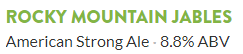 ROCKY MOUNTAIN JABLES
American Strong Ale · 8.8% ABV